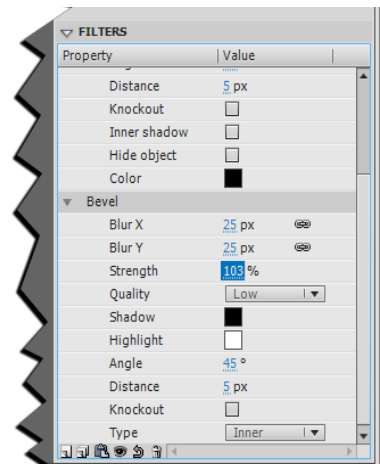 FILTERS
Property Value
Distance 5 px
Knockout
Inner shadow
Hide object
Color
Bevel
Blur X 25 px
Blur Y 25 px
Strength 103 %
Quality Low
Shadow
Highlight
Angle 45 °
Distance 5 px
Knockout
Type Inner